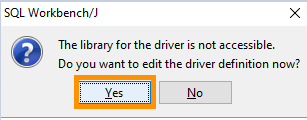 SQL Workbench/J
The library for the driver is not accessible.
Do you want to edit the driver definition now?
Yes No